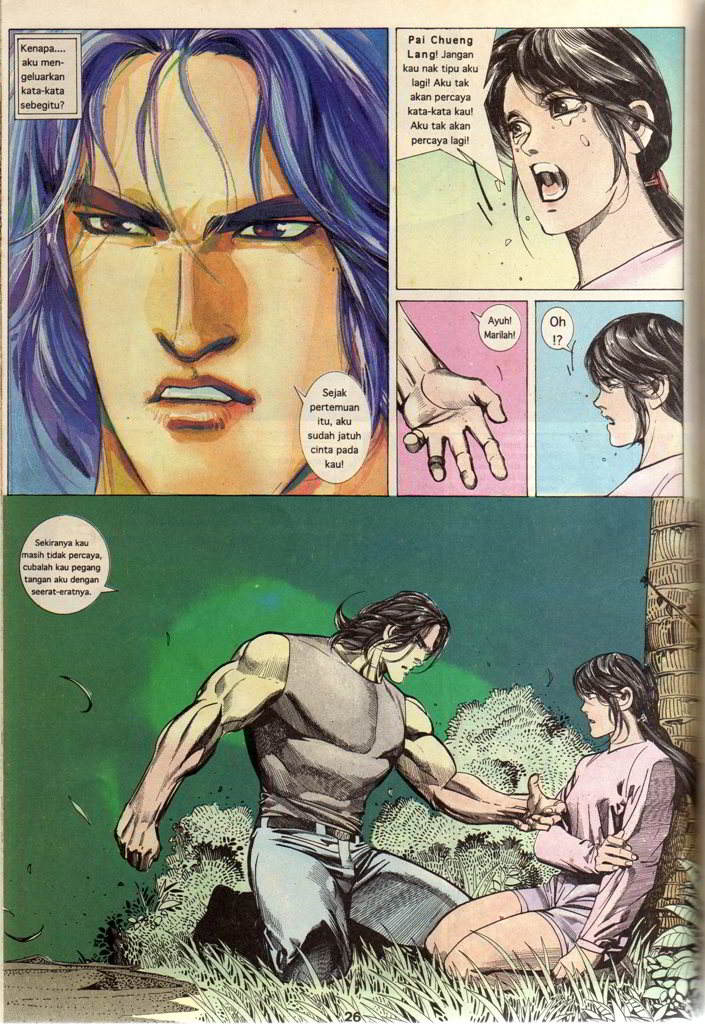 Kenapa....
aku men-
geluarkan
kata-kata
sebegitu?
Sejak
pertemuan
itu, aku
sudah jatuh
cinta pada
kau!
Pai Chueng
Lang! Jangan
kau nak tipu aku
lagi! Aku tak
akan percaya
kata-kata kau!
Aku tak akan
percaya lagi!
Ayuh!
Marilah!
Oh
!?
Sekiranya kau
masih tidak percaya,
cubalah kau pegang
tangan aku dengan
seerat-eratnya.
26